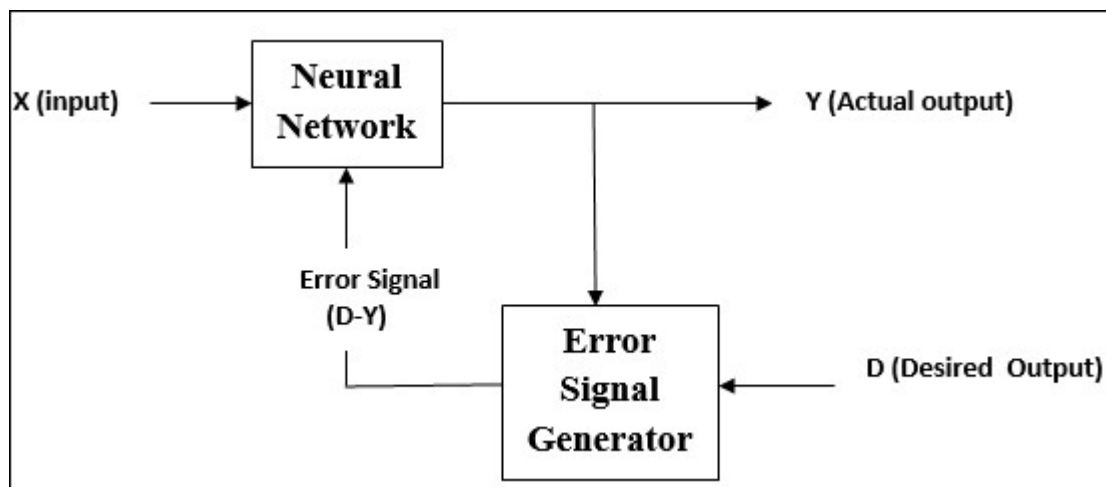 Neural
Network
X (input)
Y (Actual output)
Error Signal
(D-Y)
Error
Signal
Generator
D (Desired Output)